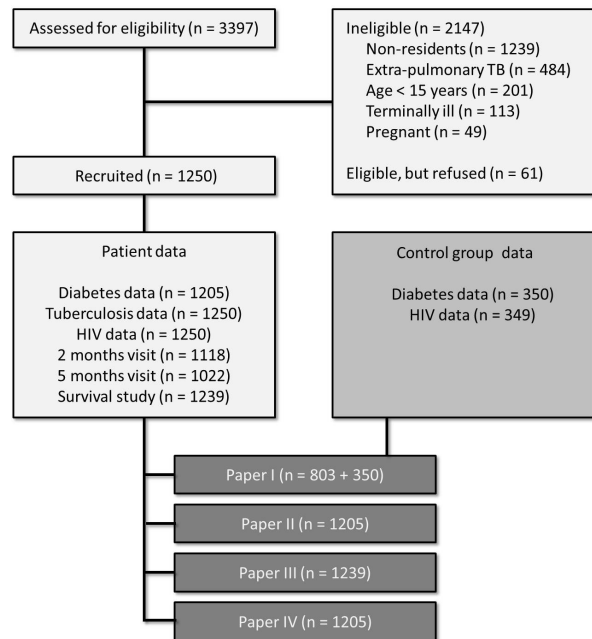 Assessed for eligibility (n = 3397)
Ineligible (n = 2147)
Non-residents (n = 1239)
Extra-pulmonary TB (n = 484)
Age < 15 years (n = 201)
Terminally ill (n = 113)
Pregnant (n = 49)
Eligible, but refused (n = 61)
Recruited (n = 1250)
Patient data
Diabetes data (n = 1205)
Tuberculosis data (n = 1250)
HIV data (n = 1250)
2 months visit (n = 1118)
5 months visit (n = 1022)
Survival study (n = 1239)
Control group data
Diabetes data (n = 350)
HIV data (n = 349)
Paper I (n = 803 + 350)
Paper II (n = 1205)
Paper III (n = 1239)
Paper IV (n = 1205)